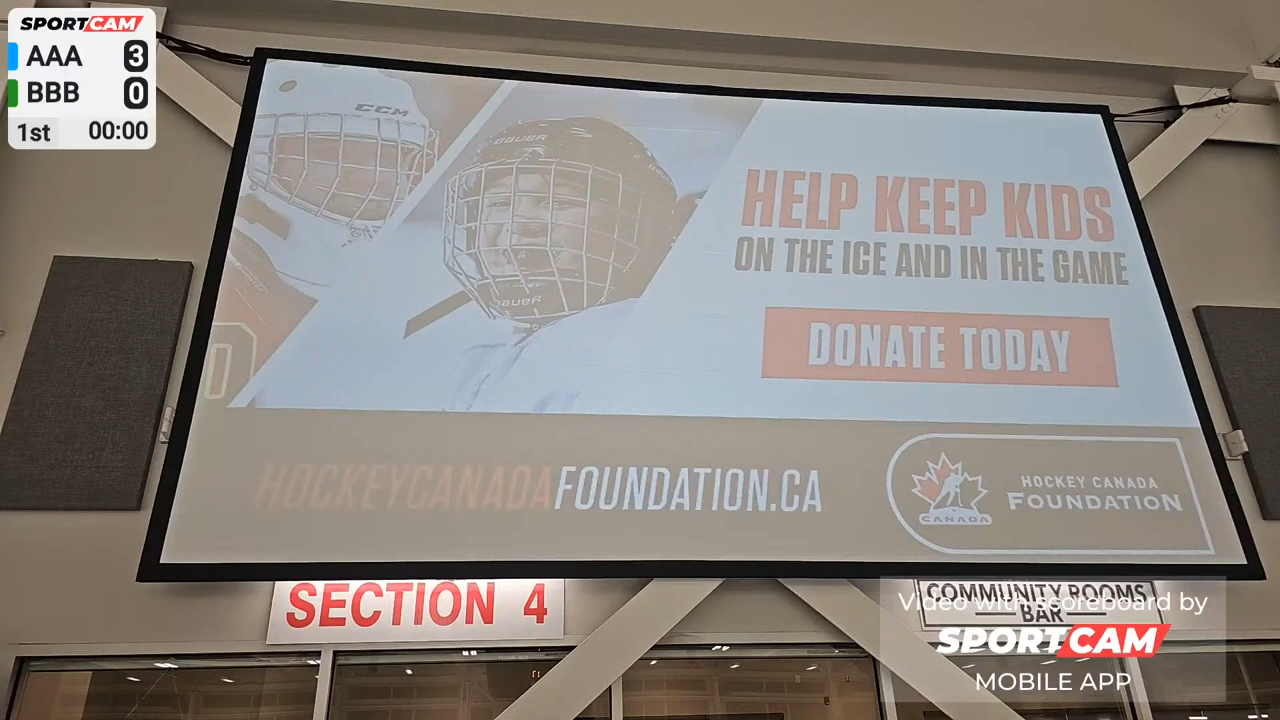 SPORTCAM
AAA 3
BBB 0
1st 00:00
CCM
BAUER
BAUER
HELP KEEP KIDS
ON THE ICE AND IN THE GAME
DONATE TODAY
HOCKEYCANADAFOUNDATION.CA
CANADA
HOCKEY CANADA
FOUNDATION
SECTION 4
COMMUNITY ROOMS
BAR
Video with scoreboard by
SPORTCAM
MOBILE APP